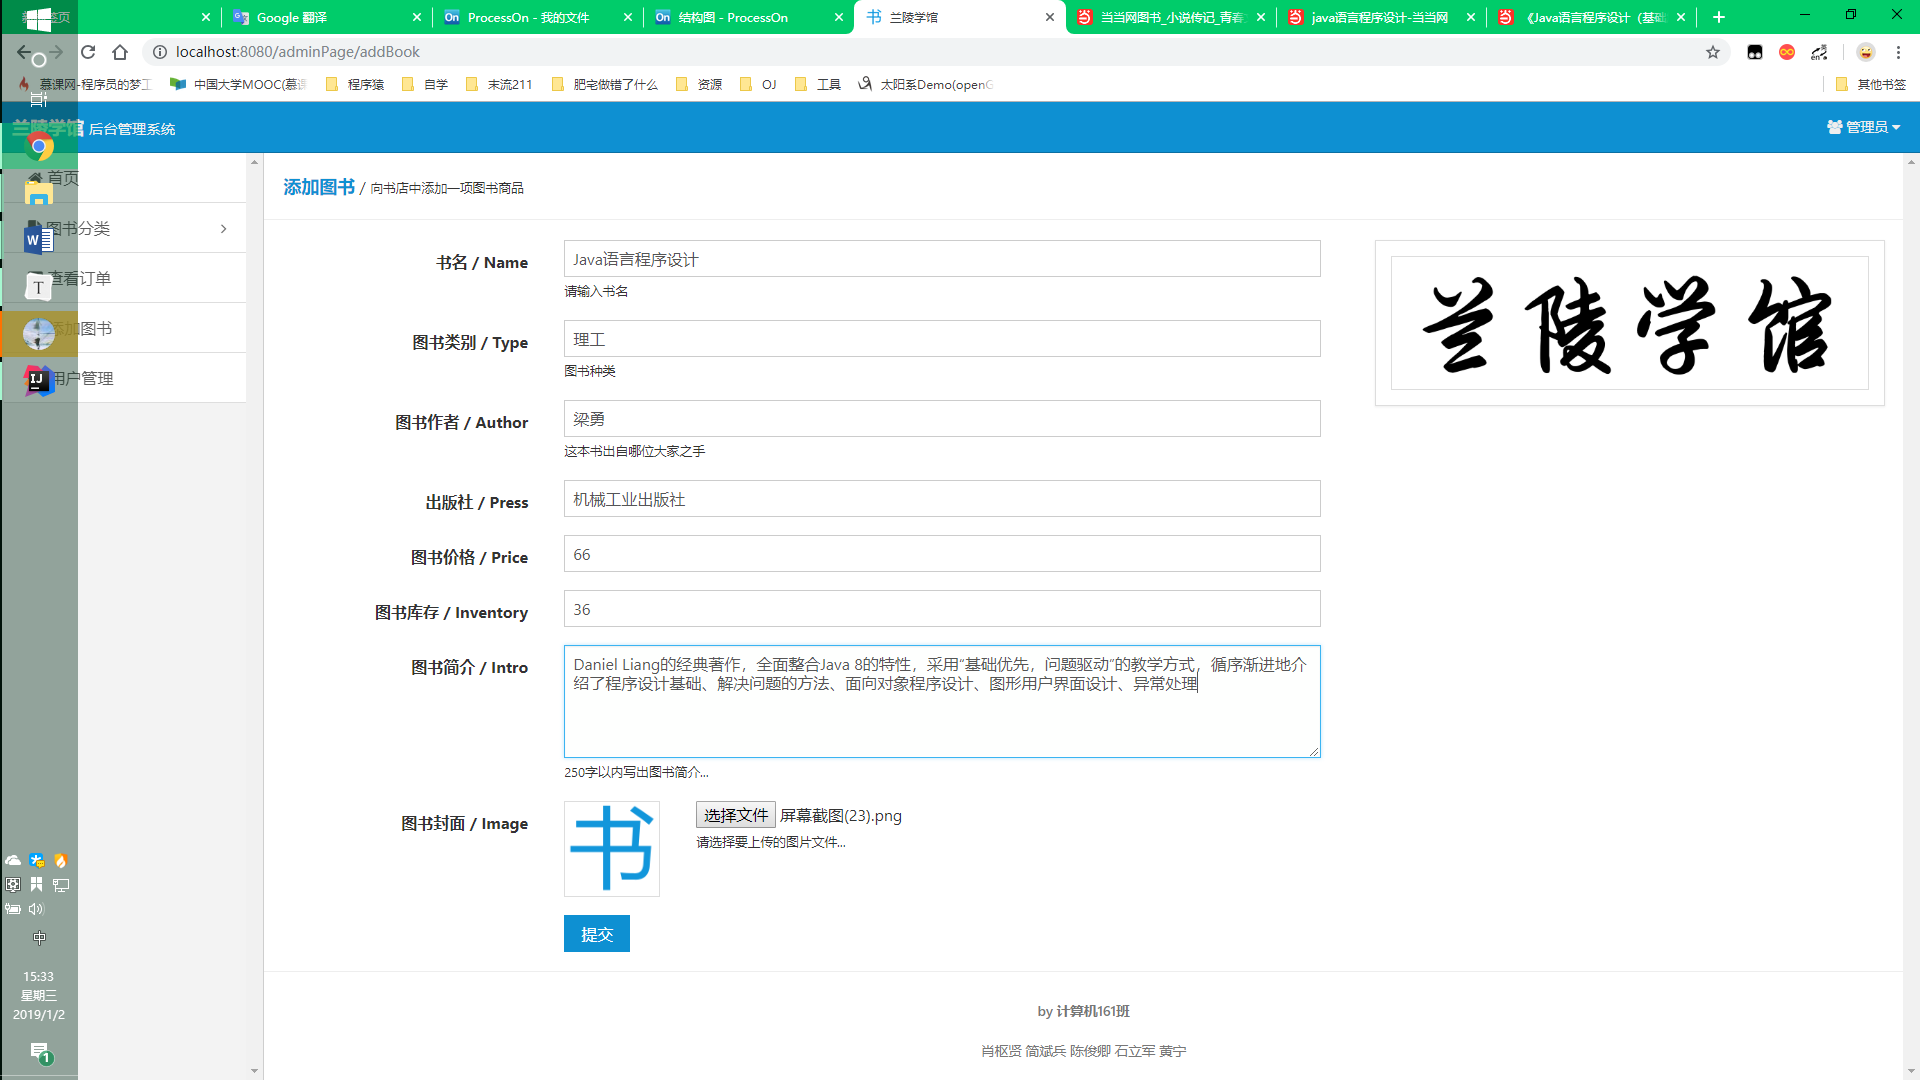 Google 翻译
ProcessOn - 我的文件
结构图 - ProcessOn
兰陵学馆
当当网图书_小说传记_青春
java语言程序设计-当当网
《Java语言程序设计（基础
localhost:8080/adminPage/addBook
慕课网-程序员的梦工
中国大学MOOC(慕课
程序猿
自学
末流211
肥宅做错了什么
资源
OJ
工具
太阳系Demo(openG
其他书签
兰陵学馆 后台管理系统
管理员
首页
图书分类
查看订单
添加图书
用户管理
添加图书 / 向书店中添加一项图书商品
书名 / Name
Java语言程序设计
请输入书名
图书类别 / Type
理工
图书种类
图书作者 / Author
梁勇
这本书出自哪位大家之手
出版社 / Press
机械工业出版社
图书价格 / Price
66
图书库存 / Inventory
36
图书简介 / Intro
Daniel Liang的经典著作，全面整合Java 8的特性，采用“基础优先，问题驱动”的教学方式，循序渐进地介
绍了程序设计基础、解决问题的方法、面向对象程序设计、图形用户界面设计、异常处理
250字以内写出图书简介...
图书封面 / Image
书
选择文件 屏幕截图(23).png
请选择要上传的图片文件...
提交
兰陵学馆
by 计算机161班
肖枢贤 简斌兵 陈俊卿 石立军 黄宁
中
15:33
星期三
2019/1/2
1